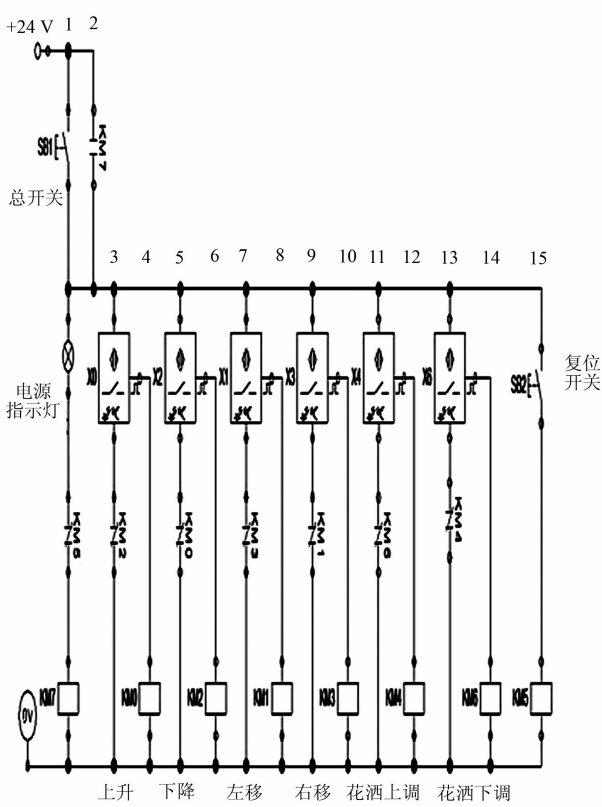 +24 V 1 2
SB1 KM7
总开关
3 4 5 6 7 8 9 10 11 12 13 14 15
电源
指示灯
X0 X2 X1 X3 X4 X6
SB2
复位
开关
KM5 KM2 KM0 KM3 KM1 KM6 KM4
0V
KM7 KM0 KM2 KM1 KM3 KM4 KM6 KM5
上升 下降 左移 右移 花洒上调 花洒下调